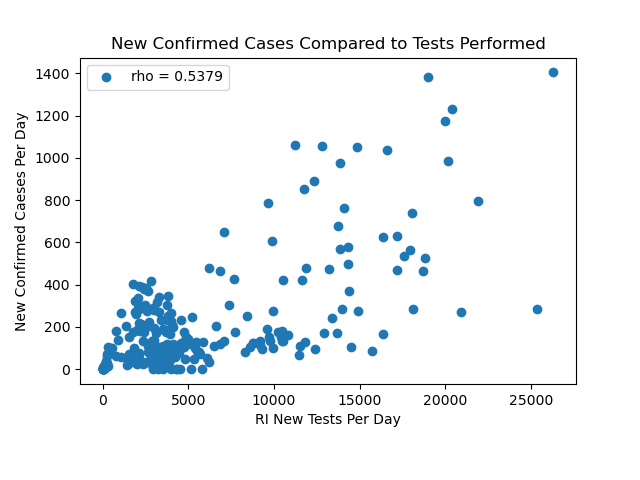 New Confirmed Cases Compared to Tests Performed
rho = 0.5379
New Confirmed Caeses Per Day
1400
1200
1000
800
600
400
200
0
0 5000 10000 15000 20000 25000
RI New Tests Per Day